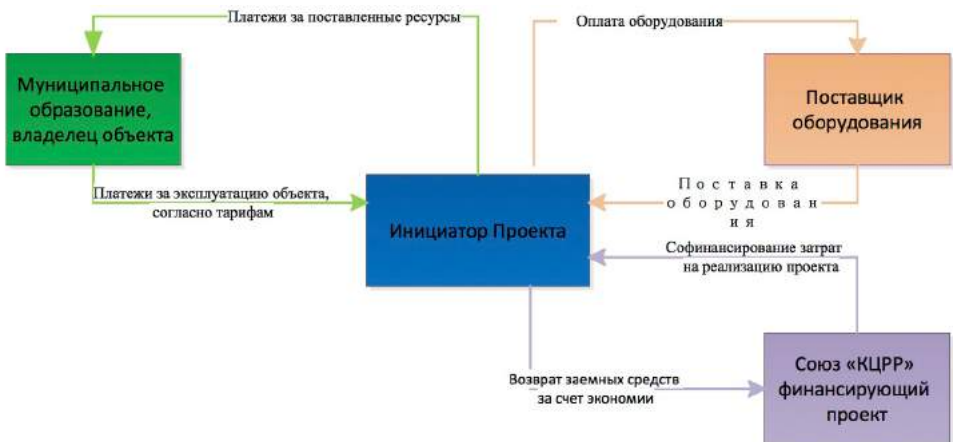 Платежи за поставленные ресурсы
Оплата оборудования
Муниципальное
образование,
владелец объекта
Поставщик
оборудования
Платежи за эксплуатацию объекта,
согласно тарифам
Инициатор Проекта
Поставка
оборудован
ия
Софинансирование затрат
на реализацию проекта
Возврат заемных средств
за счет экономии
Союз «КЦРР»
финансирующий
проект